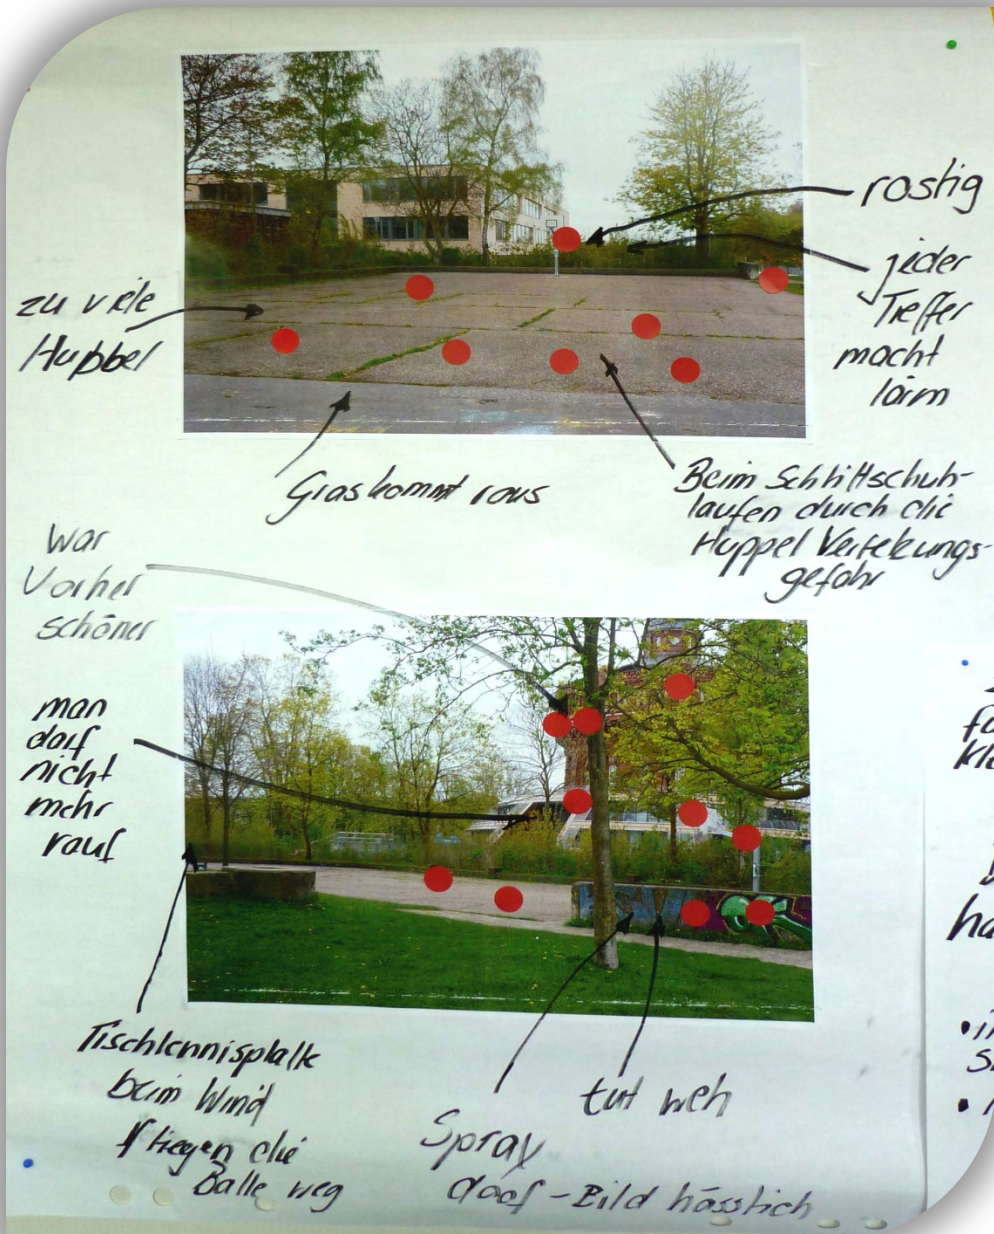 rostig
jeder
Treffer
macht
lärm
zu viele
Hubbel
Gras kommt raus
Beim Schlittschuh-
laufen durch die
Huppel Verletzungs-
gefahr
War
Vorher
schöner
man
darf
nicht
mehr
rauf
Tischtennisplatte
beim Wind
fliegen die
Bälle weg
Spray
doof - Bild hässlich
tut weh